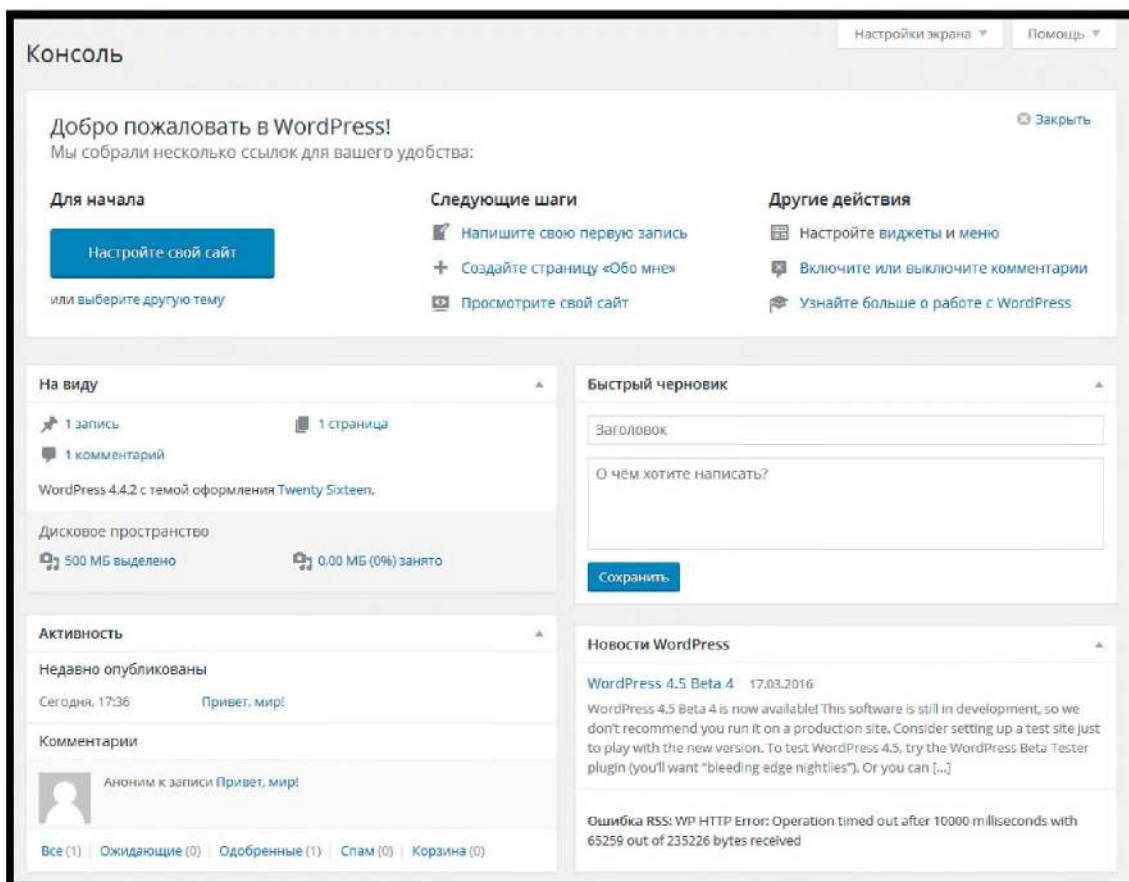 Настройки экрана
Помощь
Консоль
Добро пожаловать в WordPress!
Закрыть
Мы собрали несколько ссылок для вашего удобства:
Для начала
Настройте свой сайт
или выберите другую тему
Следующие шаги
Напишите свою первую запись
Создайте страницу «Обо мне»
Просмотрите свой сайт
Другие действия
Настройте виджеты и меню
Включите или выключите комментарии
Узнайте больше о работе с WordPress
На виду
1 запись
1 страница
1 комментарий
WordPress 4.4.2 с темой оформления Twenty Sixteen.
Дисковое пространство
500 МБ выделено
0,00 МБ (0%) занято
Активность
Недавно опубликованы
Сегодня, 17:36 Привет, мир!
Комментарии
Аноним к записи Привет, мир!
Все (1) | Ожидающие (0) | Одобренные (1) | Спам (0) | Корзина (0)
Быстрый черновик
Заголовок
О чём хотите написать?
Сохранить
Новости WordPress
WordPress 4.5 Beta 4 17.03.2016
WordPress 4.5 Beta 4 is now available! This software is still in development, so we
don't recommend you run it on a production site. Consider setting up a test site just
to play with the new version. To test WordPress 4.5, try the WordPress Beta Tester
plugin (you'll want "bleeding edge nightlies"). Or you can [...]
Ошибка RSS: WP HTTP Error: Operation timed out after 10000 milliseconds with
65259 out of 235226 bytes received